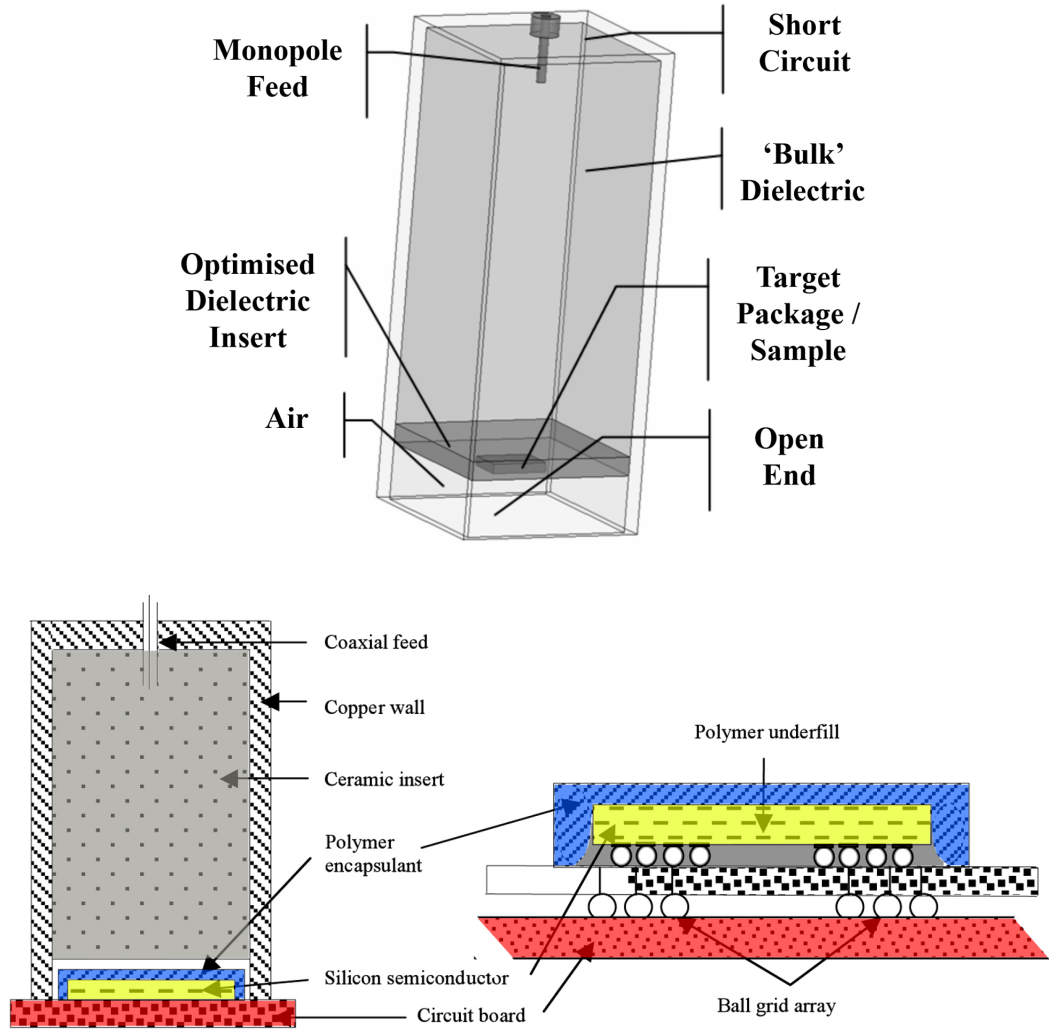 Monopole
Feed
Short
Circuit
‘Bulk’
Dielectric
Optimised
Dielectric
Insert
Target
Package /
Sample
Air
Open
End
Coaxial feed
Copper wall
Ceramic insert
Polymer
encapsulant
Silicon semiconductor
Circuit board
Polymer underfill
Ball grid array